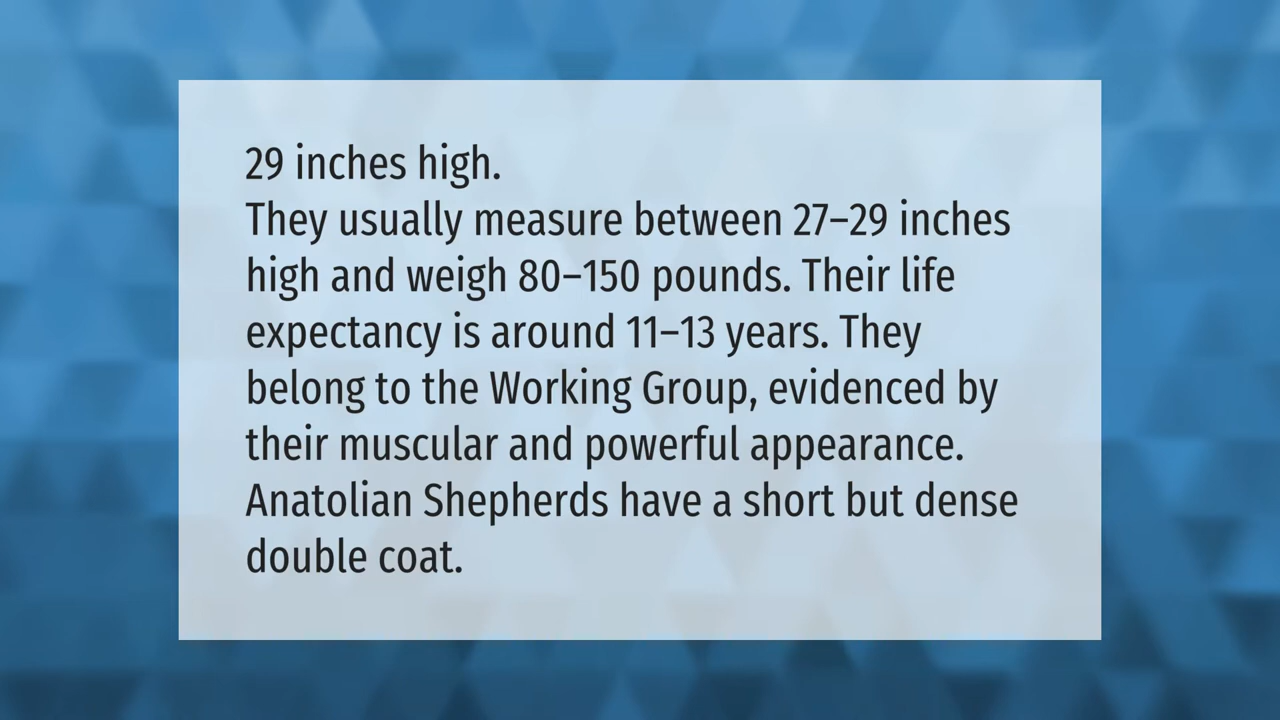 29 inches high.
They usually measure between 27–29 inches
high and weigh 80–150 pounds. Their life
expectancy is around 11–13 years. They
belong to the Working Group, evidenced by
their muscular and powerful appearance.
Anatolian Shepherds have a short but dense
double coat.